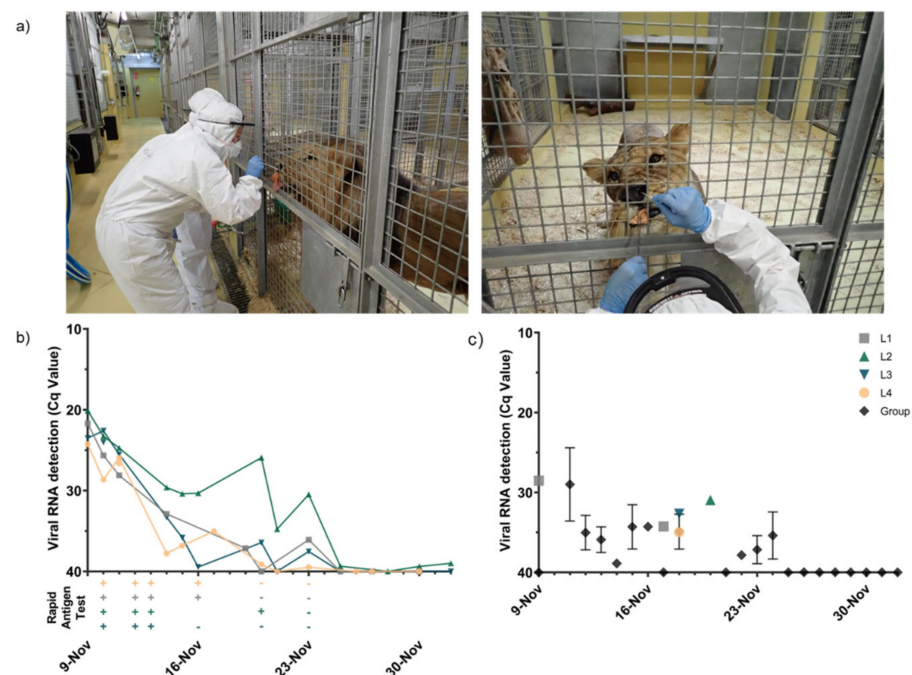 a)
b)
c)
Viral RNA detection (Cq Value)
10
20
30
40
+ + + + - -
+ + + + - -
+ + + + -
+ + + - - -
Rapid
Antigen
Test
9-Nov
16-Nov
23-Nov
30-Nov
Viral RNA detection (Cq Value)
10
20
30
40
9-Nov
16-Nov
23-Nov
30-Nov
L1
L2
L3
L4
Group